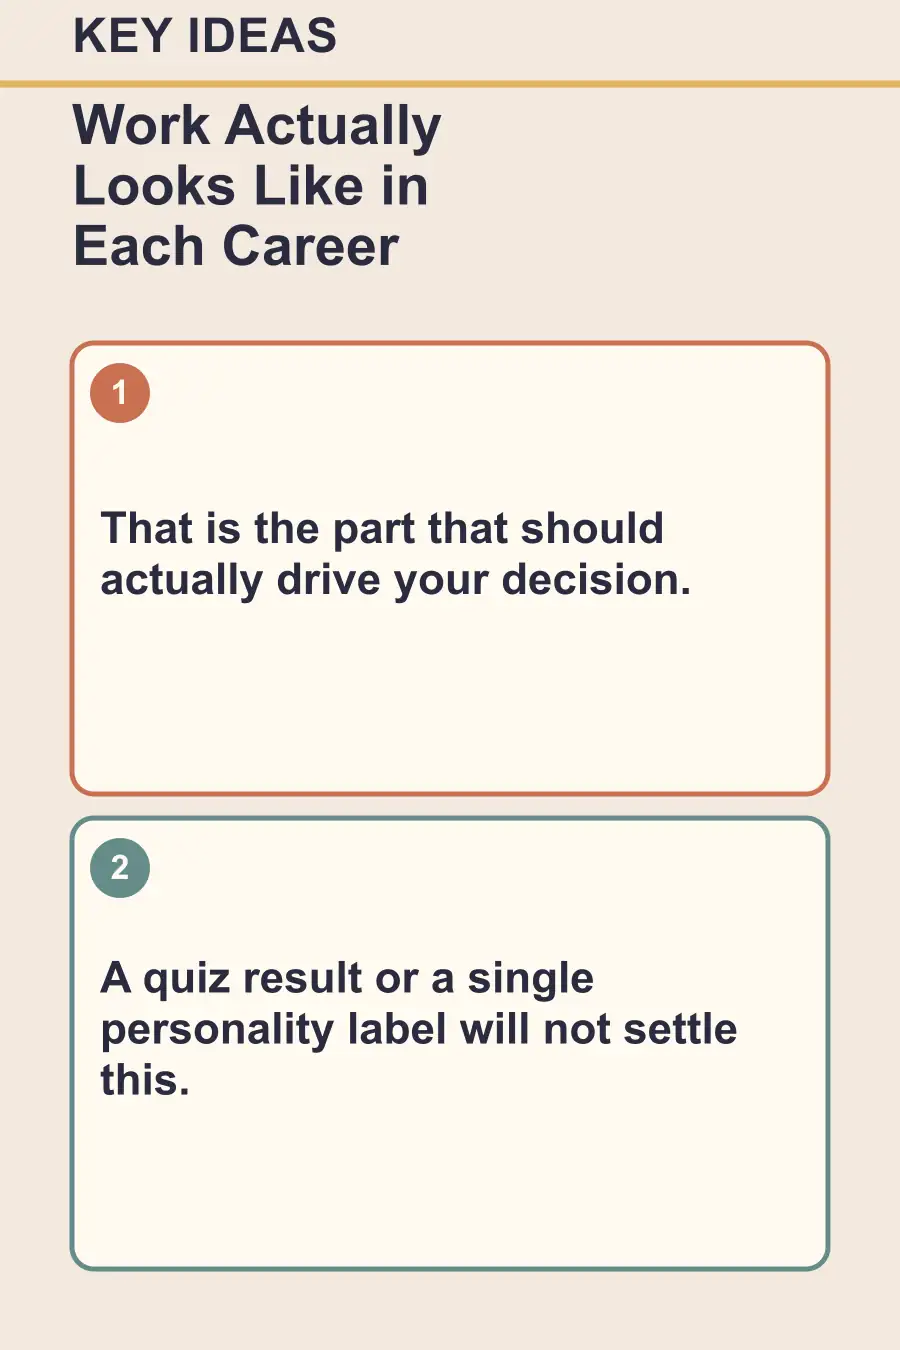 KEY IDEAS
Work Actually
Looks Like in
Each Career
1
That is the part that should
actually drive your decision.
2
A quiz result or a single
personality label will not settle
this.